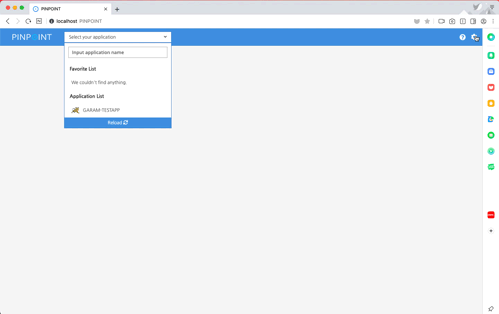 PINPOINT
localhost PINPOINT
PINPOINT
Select your application
Input application name
Favorite List
We couldn't find anything
Application List
GARAM-TESTAPP
Reload